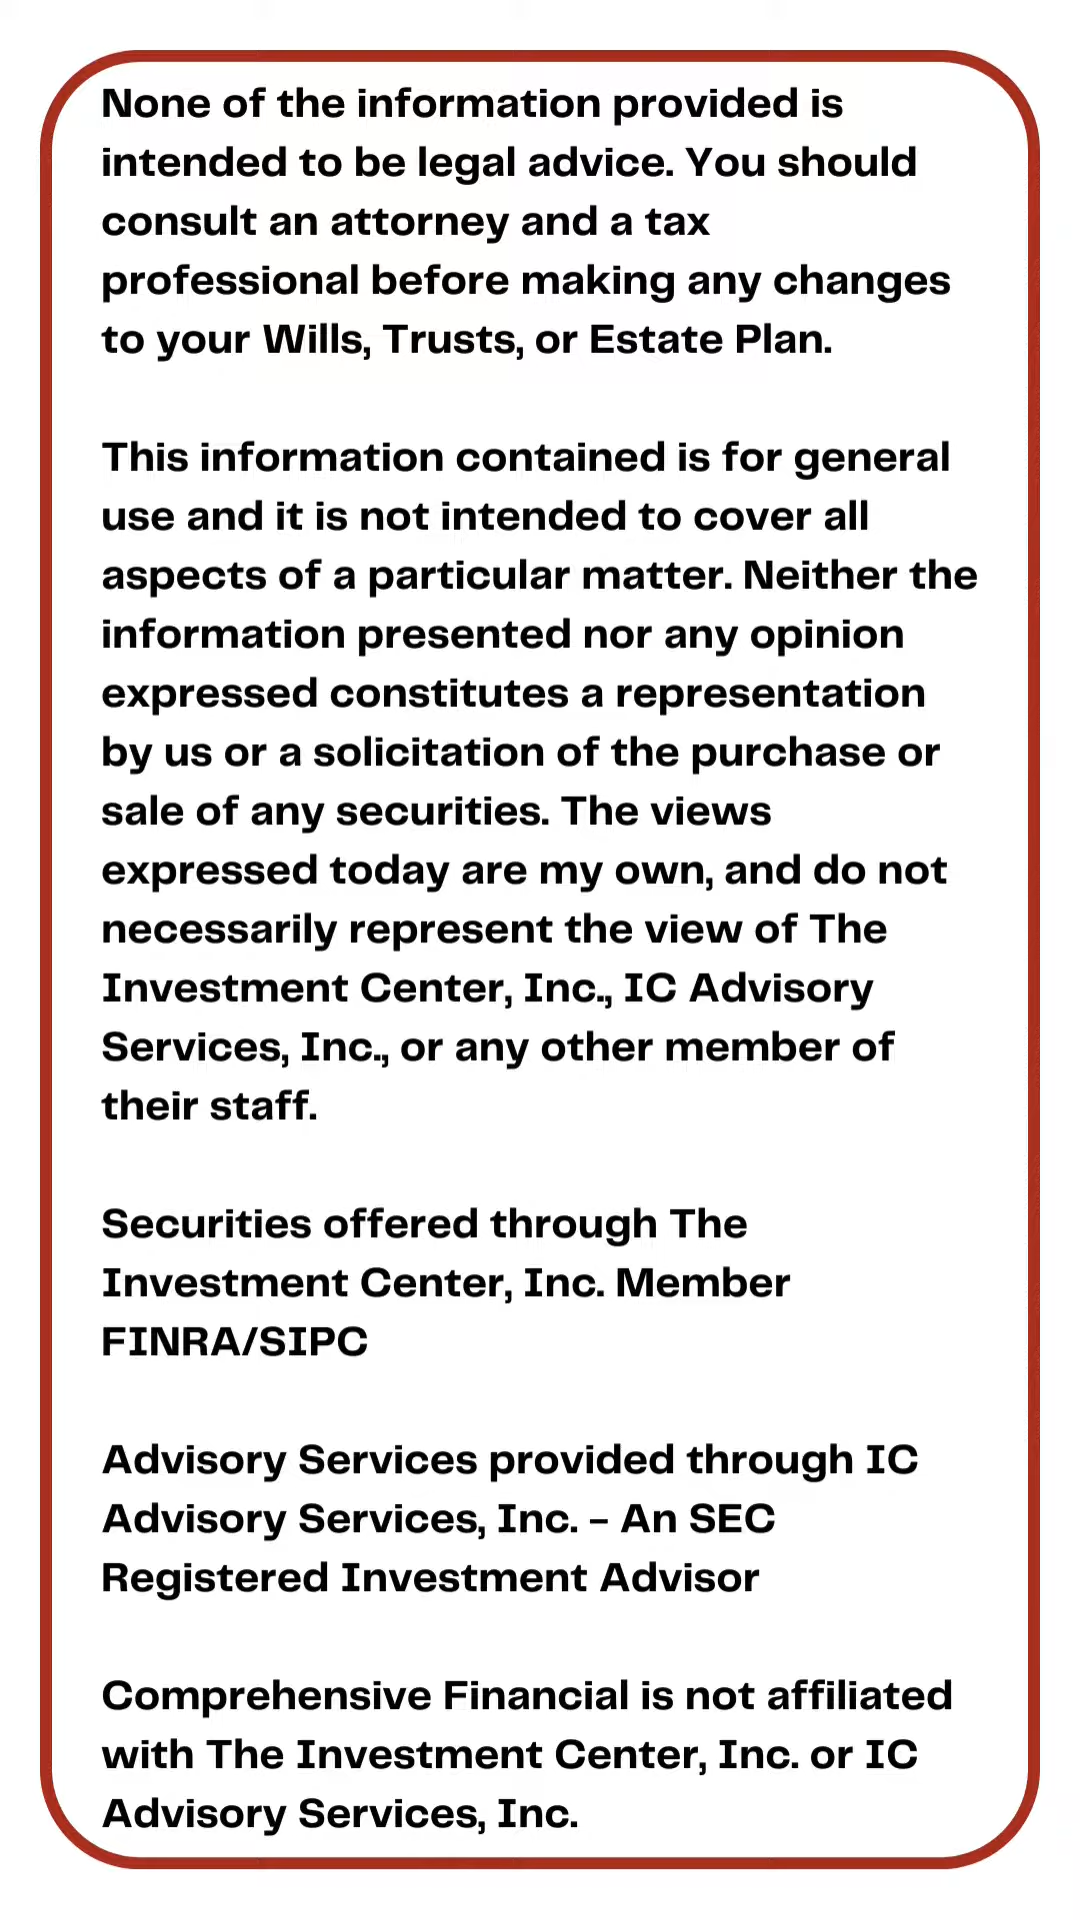 None of the information provided is
intended to be legal advice. You should
consult an attorney and a tax
professional before making any changes
to your Wills, Trusts, or Estate Plan.
This information contained is for general
use and it is not intended to cover all
aspects of a particular matter. Neither the
information presented nor any opinion
expressed constitutes a representation
by us or a solicitation of the purchase or
sale of any securities. The views
expressed today are my own, and do not
necessarily represent the view of The
Investment Center, Inc., IC Advisory
Services, Inc., or any other member of
their staff.
Securities offered through The
Investment Center, Inc. Member
FINRA/SIPC
Advisory Services provided through IC
Advisory Services, Inc. – An SEC
Registered Investment Advisor
Comprehensive Financial is not affiliated
with The Investment Center, Inc. or IC
Advisory Services, Inc.